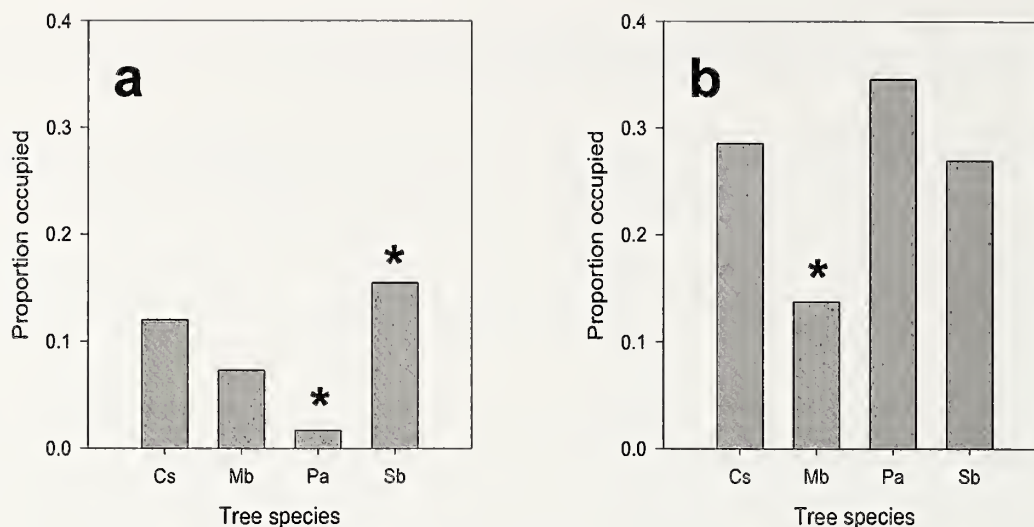 a
Proportion occupied
0.4
0.3
0.2
0.1
0.0
*
*
Cs Mb Pa Sb
Tree species
b
Proportion occupied
0.4
0.3
0.2
0.1
0.0
*
Cs Mb Pa Sb
Tree species